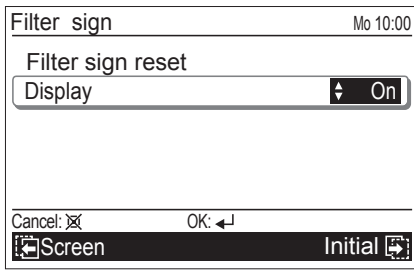 Filter sign Mo 10:00
Filter sign reset
Display On
Cancel: OK:
Screen Initial